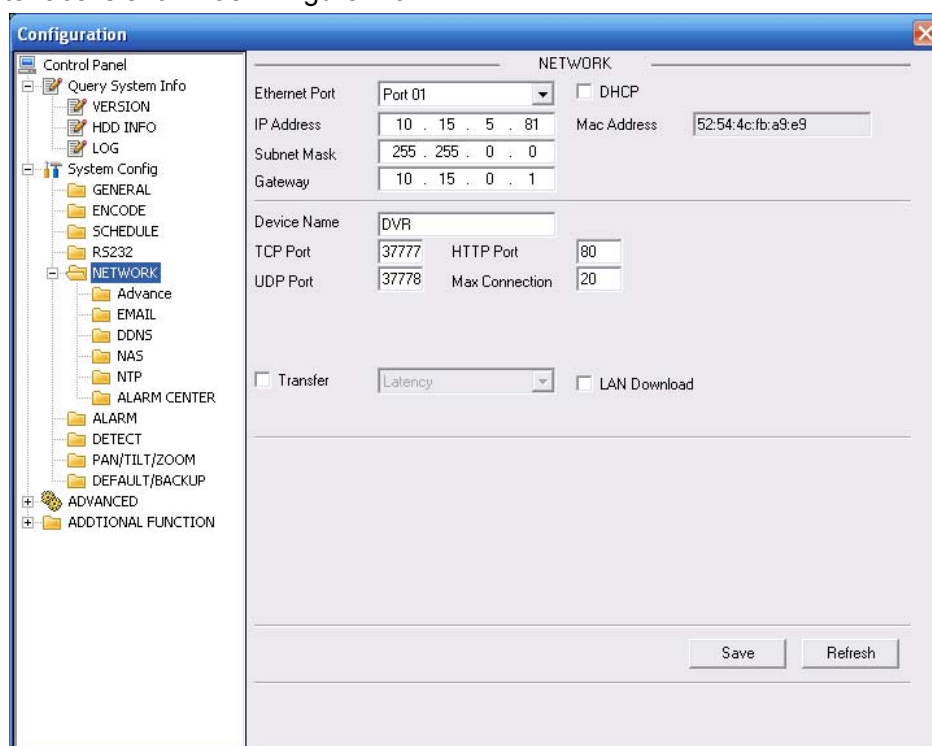 Configuration
Control Panel
Query System Info
VERSION
HDD INFO
LOG
System Config
GENERAL
ENCODE
SCHEDULE
RS232
NETWORK
Advance
EMAIL
DDNS
NAS
NTP
ALARM CENTER
ALARM
DETECT
PAN/TILT/ZOOM
DEFAULT/BACKUP
ADVANCED
ADDTIONAL FUNCTION
NETWORK
Ethernet Port Port 01 DHCP
IP Address 10 . 15 . 5 . 81 Mac Address 52:54:4c:fb:a9:e9
Subnet Mask 255 . 255 . 0 . 0
Gateway 10 . 15 . 0 . 1
Device Name DVR
TCP Port 37777 HTTP Port 80
UDP Port 37778 Max Connection 20
Transfer Latency LAN Download
Save Refresh